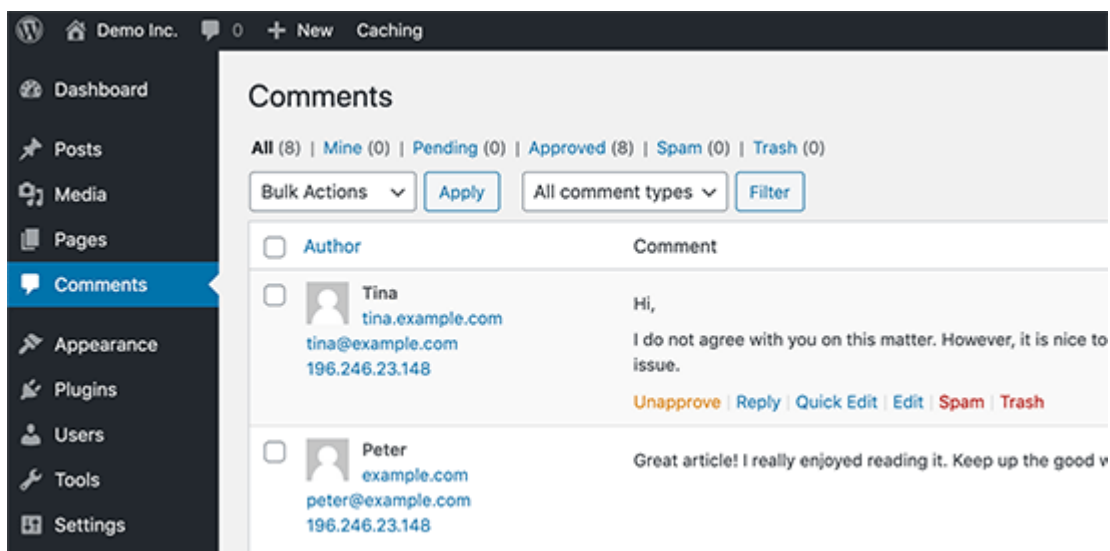 Demo Inc. 0 + New Caching
Dashboard
Posts
Media
Pages
Comments
Appearance
Plugins
Users
Tools
Settings
Comments
All (8) | Mine (0) | Pending (0) | Approved (8) | Spam (0) | Trash (0)
Bulk Actions Apply All comment types Filter
Author Comment
Tina
tina.example.com
tina@example.com
196.246.23.148
Hi,
I do not agree with you on this matter. However, it is nice to
issue.
Unapprove | Reply | Quick Edit | Edit | Spam | Trash
Peter
example.com
peter@example.com
196.246.23.148
Great article! I really enjoyed reading it. Keep up the good